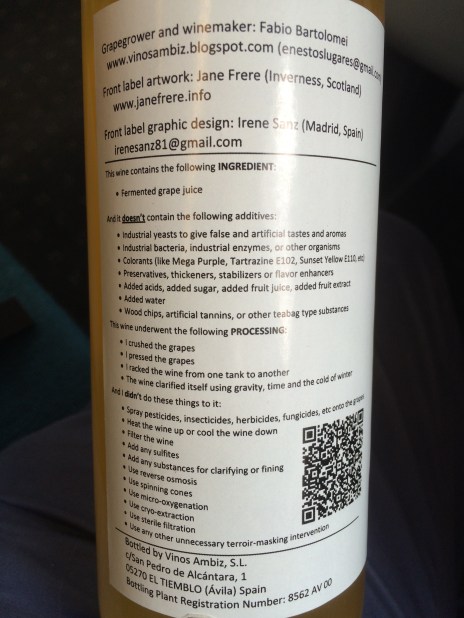 Grapegrower and winemaker: Fabio Bartolomei
www.vinosambiz.blogspot.com (enestoslugares@gmail.com)
Front label artwork: Jane Frere (Inverness, Scotland)
www.janefrere.info
Front label graphic design: Irene Sanz (Madrid, Spain)
irenesanz81@gmail.com
This wine contains the following INGREDIENT:
• Fermented grape juice
And it doesn't contain the following additives:
• Industrial yeasts to give false and artificial tastes and aromas
• Industrial bacteria, industrial enzymes, or other organisms
• Colorants (like Mega Purple, Tartrazine E102, Sunset Yellow E110, etc)
• Preservatives, thickeners, stabilizers or flavor enhancers
• Added acids, added sugar, added fruit juice, added fruit extract
• Added water
• Wood chips, artificial tannins, or other teabag type substances
This wine underwent the following PROCESSING:
• I crushed the grapes
• I pressed the grapes
• I racked the wine from one tank to another
• The wine clarified itself using gravity, time and the cold of winter
And I didn't do these things to it:
• Spray pesticides, insecticides, herbicides, fungicides, etc onto the grapes
• Heat the wine up or cool the wine down
• Filter the wine
• Add any sulfites
• Add any substances for clarifying or fining
• Use reverse osmosis
• Use spinning cones
• Use micro-oxygenation
• Use cryo-extraction
• Use sterile filtration
• Use any other unnecessary terroir-masking intervention
Bottled by Vinos Ambiz, S.L.
c/San Pedro de Alcántara, 1
05270 EL TIEMBLO (Ávila) Spain
Bottling Plant Registration Number: 8562 AV 00